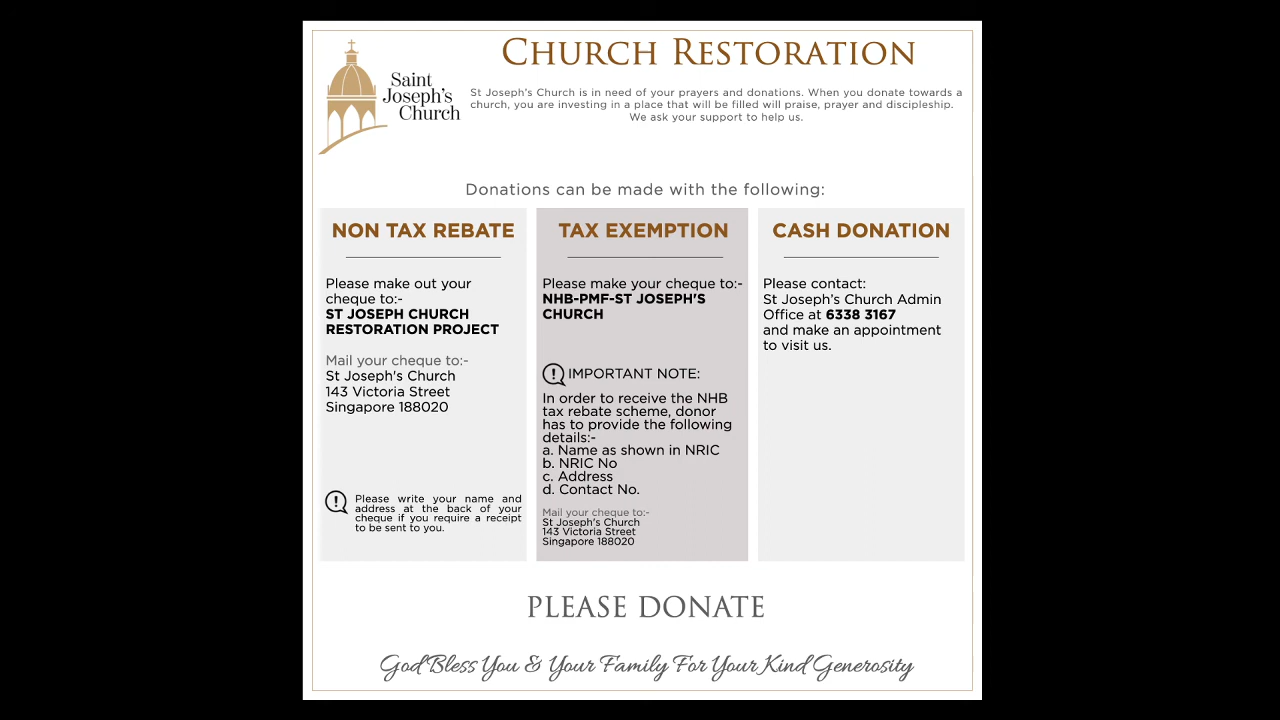 Church Restoration
Saint
Joseph's
Church
St Joseph's Church is in need of your prayers and donations. When you donate towards a
church, you are investing in a place that will be filled will praise, prayer and discipleship.
We ask your support to help us.
Donations can be made with the following:
NON TAX REBATE
Please make out your
cheque to:-
ST JOSEPH CHURCH
RESTORATION PROJECT
Mail your cheque to:-
St Joseph's Church
143 Victoria Street
Singapore 188020
Please write your name and
address at the back of your
cheque if you require a receipt
to be sent to you.
TAX EXEMPTION
Please make your cheque to:-
NHB-PMF-ST JOSEPH'S
CHURCH
IMPORTANT NOTE:
In order to receive the NHB
tax rebate scheme, donor
has to provide the following
details:-
a. Name as shown in NRIC
b. NRIC No
c. Address
d. Contact No.
Mail your cheque to:-
St Joseph's Church
143 Victoria Street
Singapore 188020
CASH DONATION
Please contact:
St Joseph's Church Admin
Office at 6338 3167
and make an appointment
to visit us.
PLEASE DONATE
God Bless You & Your Family For Your Kind Generosity